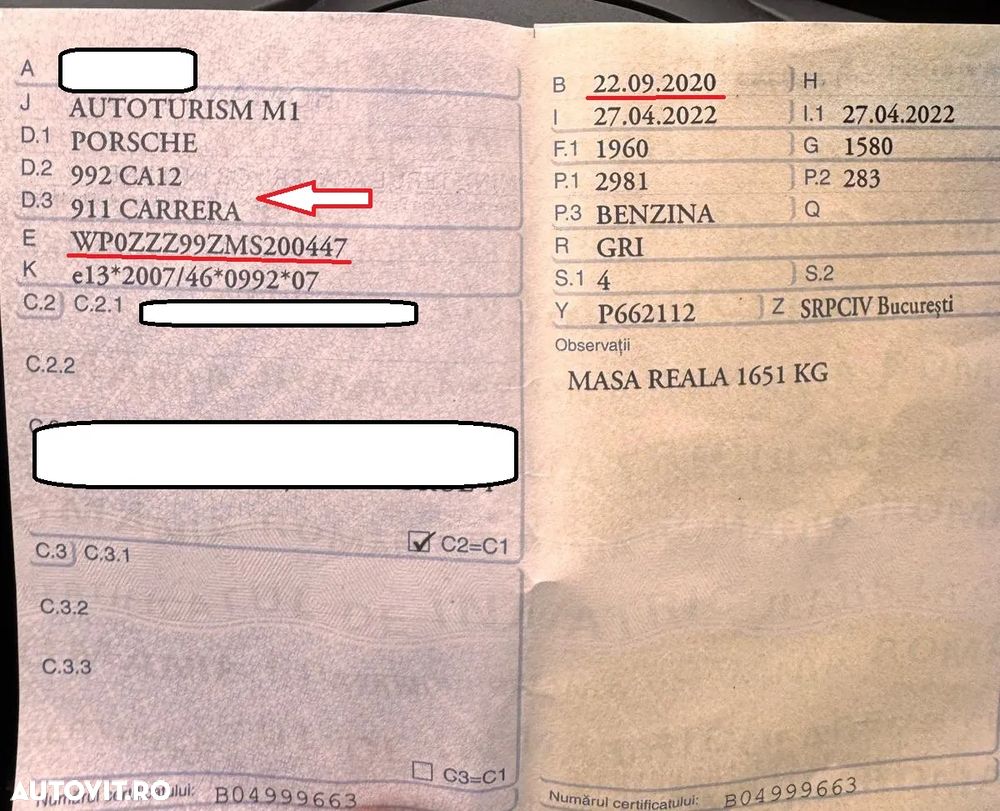 A
J AUTOTURISM M1
D.1 PORSCHE
D.2 992 CA12
D.3 911 CARRERA
E WP0ZZZ99ZMS200447
K e13*2007/46*0992*07
C.2 C.2.1
C.2.2
C2=C1
C.3 C.3.1
C.3.2
C.3.3
C3=C1
Numărul certificatului: B04999663
B 22.09.2020 H
I 27.04.2022 I.1 27.04.2022
F.1 1960 G 1580
P.1 2981 P.2 283
P.3 BENZINA Q
R GRI
S.1 4 S.2
Y P662112 Z SRPCIV București
Observații
MASA REALA 1651 KG
Numărul certificatului: B04999663
AUTOVIT.RO